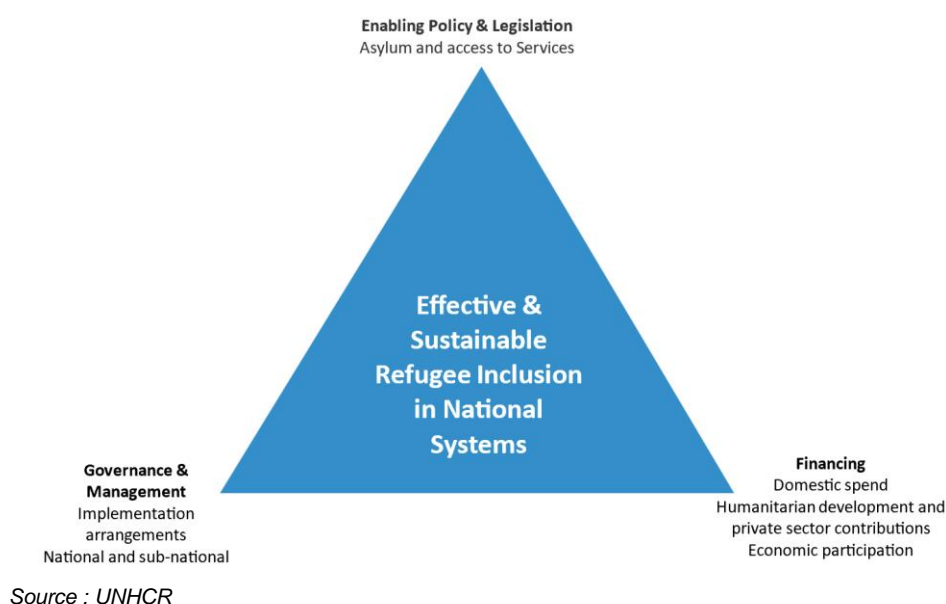 Enabling Policy & Legislation
Asylum and access to Services
Effective &
Sustainable
Refugee Inclusion
in National
Systems
Governance &
Management
Implementation
arrangements
National and sub-national
Financing
Domestic spend
Humanitarian development and
private sector contributions
Economic participation
Source : UNHCR